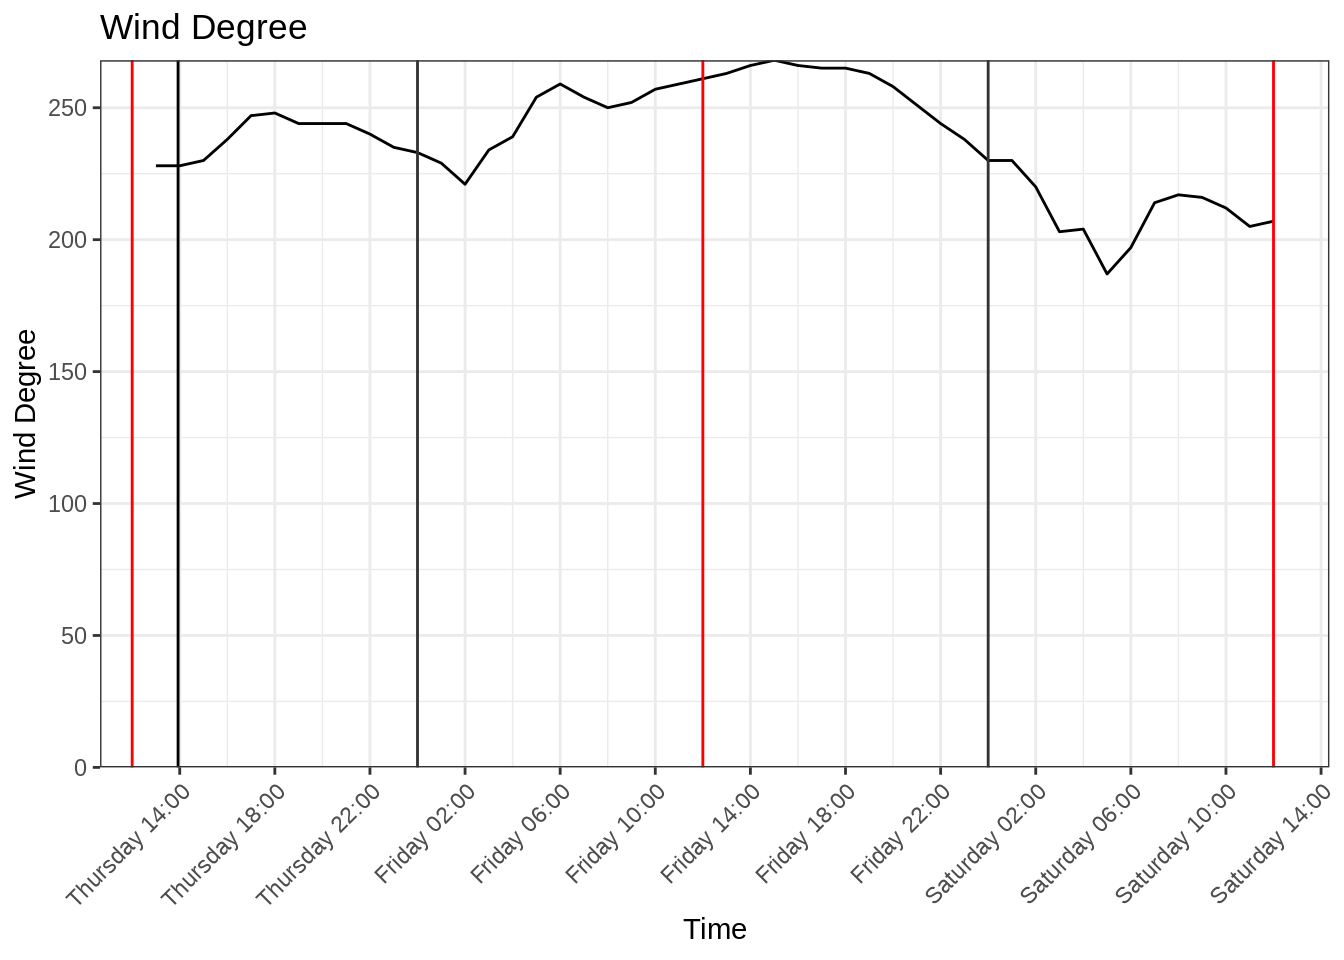 Wind Degree
Wind Degree
250
200
150
100
50
0
Thursday 14:00
Thursday 18:00
Thursday 22:00
Friday 02:00
Friday 06:00
Friday 10:00
Friday 14:00
Friday 18:00
Friday 22:00
Saturday 02:00
Saturday 06:00
Saturday 10:00
Saturday 14:00
Time